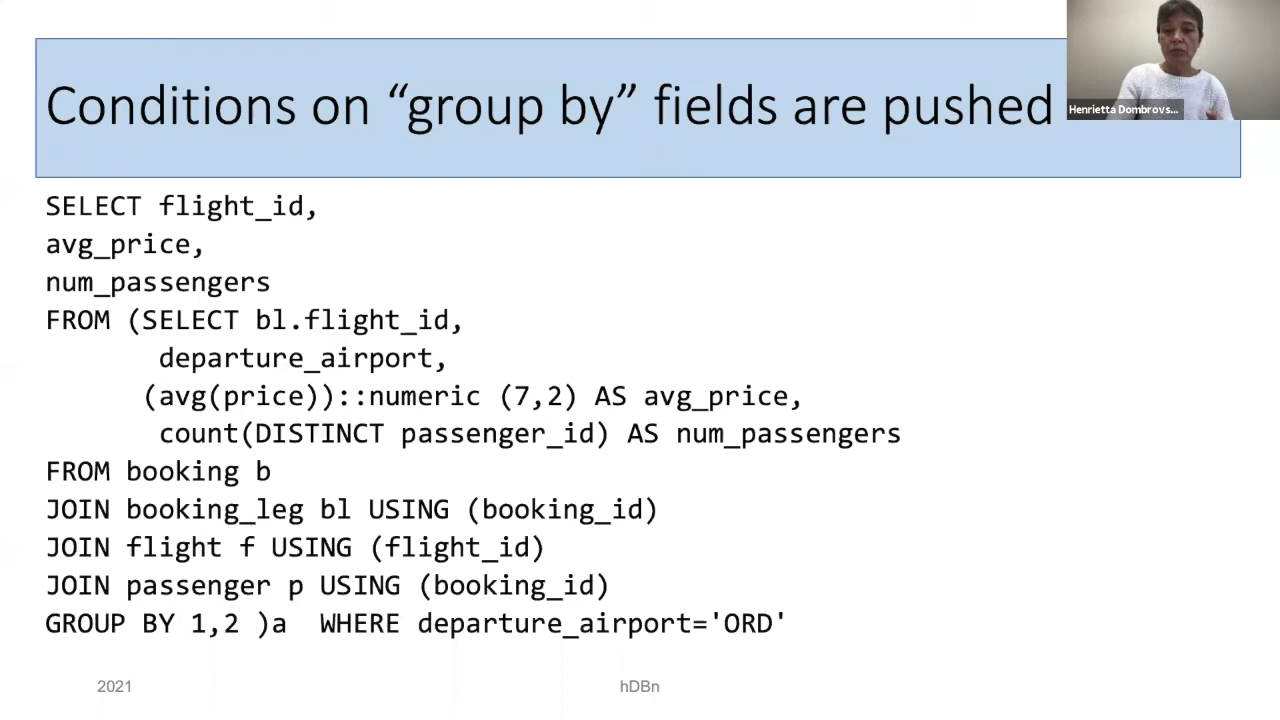 Conditions on “group by” fields are pushed
Henrietta Dombrovs...
SELECT flight_id,
avg_price,
num_passengers
FROM (SELECT bl.flight_id,
departure_airport,
(avg(price))::numeric (7,2) AS avg_price,
count(DISTINCT passenger_id) AS num_passengers
FROM booking b
JOIN booking_leg bl USING (booking_id)
JOIN flight f USING (flight_id)
JOIN passenger p USING (booking_id)
GROUP BY 1,2 )a  WHERE departure_airport='ORD'
2021
hDBn